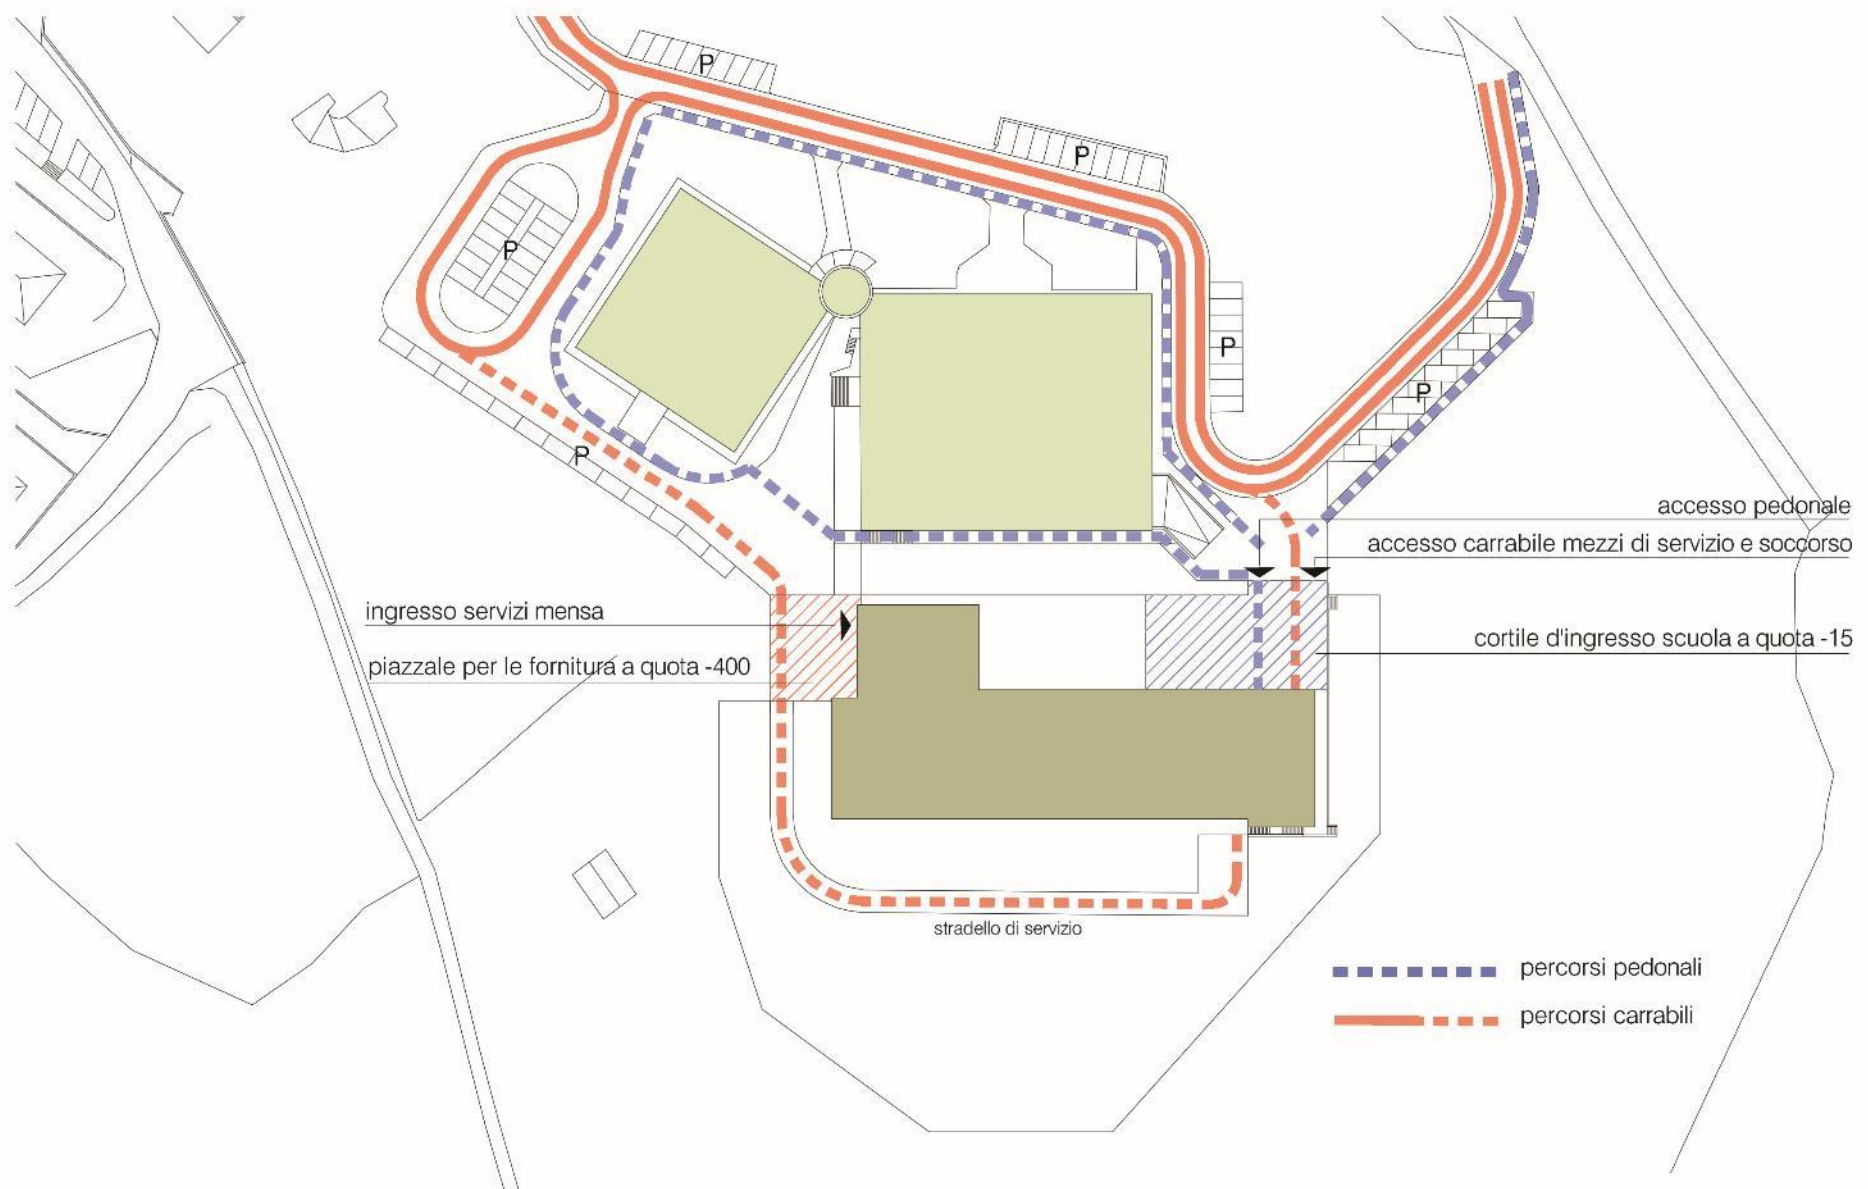 P
P
P
P
P
P
accesso pedonale
accesso carrabile mezzi di servizio e soccorso
ingresso servizi mensa
cortile d'ingresso scuola a quota -15
piazzale per le fornitura a quota -400
stradello di servizio
percorsi pedonali
percorsi carrabili